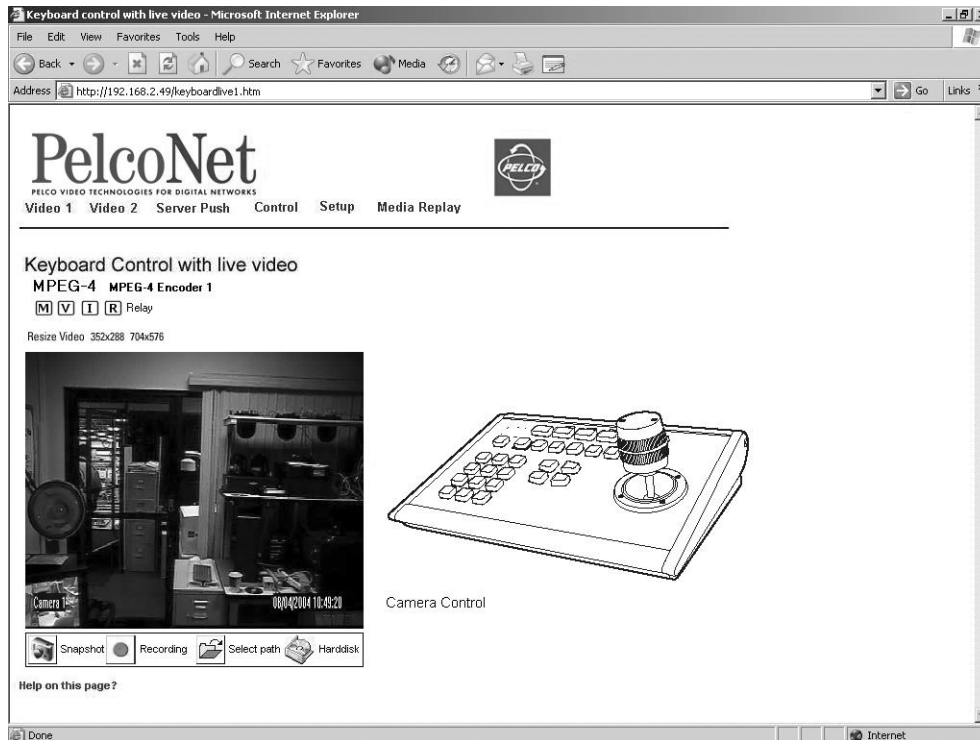 Keyboard control with live video - Microsoft Internet Explorer
File Edit View Favorites Tools Help
Back Search Favorites Media
Address http://192.168.2.49/keyboardlive1.htm Go Links
PelcoNet
PELCO VIDEO TECHNOLOGIES FOR DIGITAL NETWORKS
PELCO
Video 1 Video 2 Server Push Control Setup Media Replay
Keyboard Control with live video
MPEG-4 MPEG-4 Encoder 1
M V I R Relay
Resize Video 352x288 704x576
Camera 1 08/04/2004 10:49:20
Camera Control
Snapshot Recording Select path Harddisk
Help on this page?
Done Internet